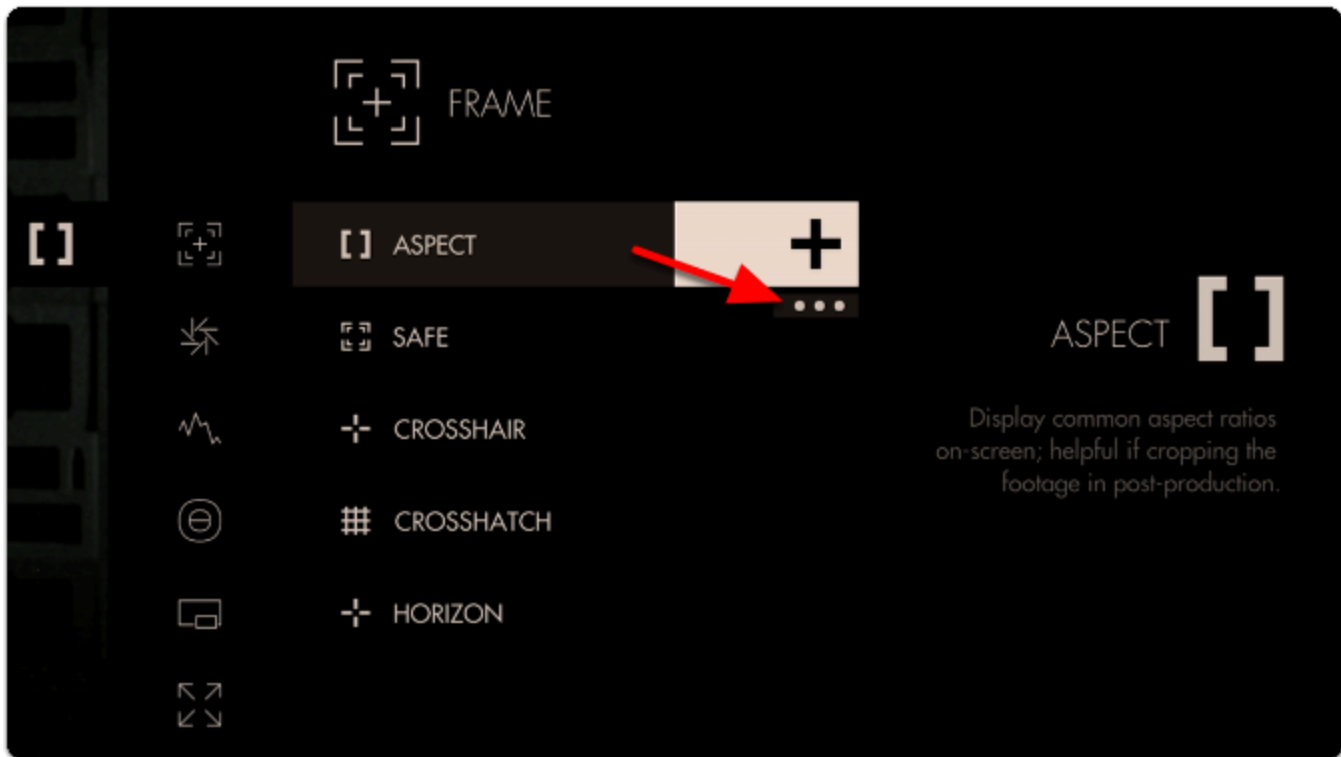 FRAME
ASPECT
SAFE
CROSSHAIR
CROSSHATCH
HORIZON
ASPECT
Display common aspect ratios
on-screen; helpful if cropping the
footage in post-production.